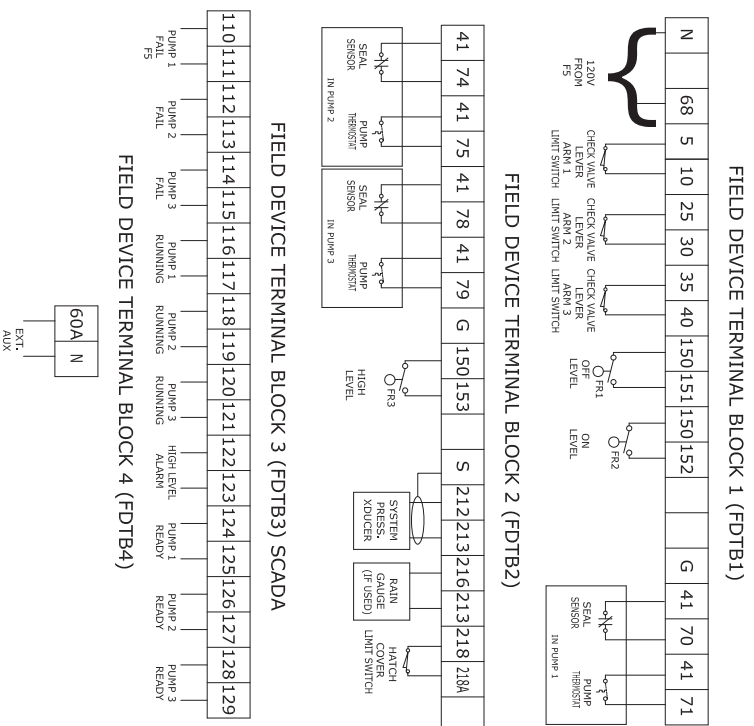 FIELD DEVICE TERMINAL BLOCK 1 (FDTB1)
N 68 5 10 25 30 35 40 150 151 150 152 G 41 70 41 71
120V
FROM
F5
CHECK VALVE
LEVER
ARM 1
LIMIT SWITCH
CHECK VALVE
LEVER
ARM 2
LIMIT SWITCH
CHECK VALVE
LEVER
ARM 3
LIMIT SWITCH
FR1
OFF
LEVEL
FR2
ON
LEVEL
SEAL
SENSOR
PUMP
THERMOSTAT
IN PUMP 1
FIELD DEVICE TERMINAL BLOCK 2 (FDTB2)
41 74 41 75 41 78 41 79 G 150 153 S 212 213 216 213 218 218A
SEAL
SENSOR
PUMP
THERMOSTAT
IN PUMP 2
SEAL
SENSOR
PUMP
THERMOSTAT
IN PUMP 3
FR3
HIGH
LEVEL
SYSTEM
PRESS.
XDUCER
RAIN
GAUGE
(IF USED)
HATCH
COVER
LIMIT SWITCH
FIELD DEVICE TERMINAL BLOCK 3 (FDTB3) SCADA
110 111 112 113 114 115 116 117 118 119 120 121 122 123 124 125 126 127 128 129
PUMP 1
FAIL
F5
PUMP 2
FAIL
PUMP 3
FAIL
PUMP 1
RUNNING
PUMP 2
RUNNING
PUMP 3
RUNNING
HIGH LEVEL
ALARM
PUMP 1
READY
PUMP 2
READY
PUMP 3
READY
FIELD DEVICE TERMINAL BLOCK 4 (FDTB4)
60A N
EXT.
AUX